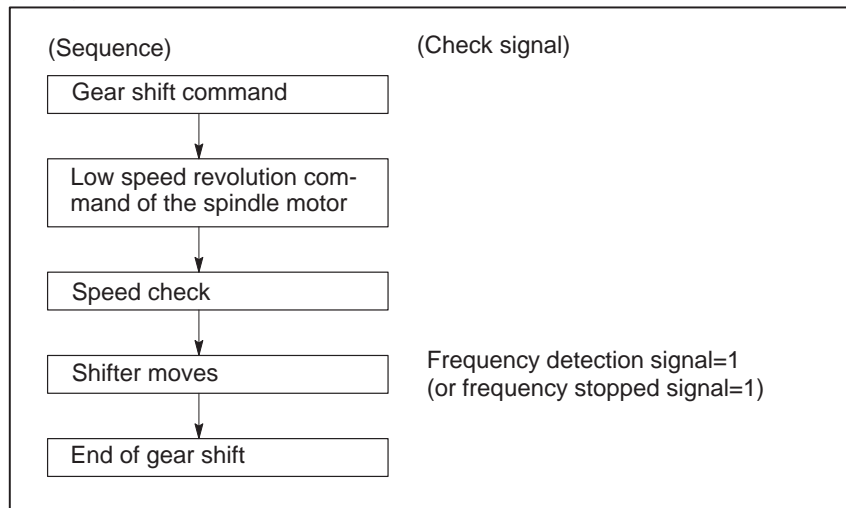 (Sequence)
(Check signal)
Gear shift command
Low speed revolution com-
mand of the spindle motor
Speed check
Shifter moves
Frequency detection signal=1
(or frequency stopped signal=1)
End of gear shift